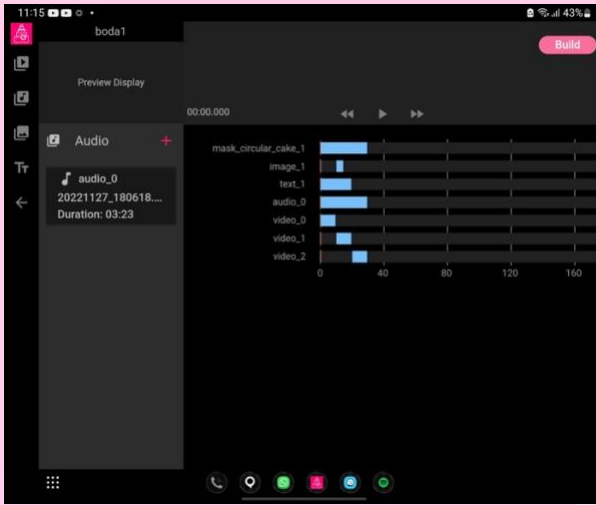 11:15
43%
boda1
Build
Preview Display
00:00.000
Audio +
audio_0
20221127_180618....
Duration: 03:23
mask_circular_cake_1
image_1
text_1
audio_0
video_0
video_1
video_2
0 40 80 120 160
Tт